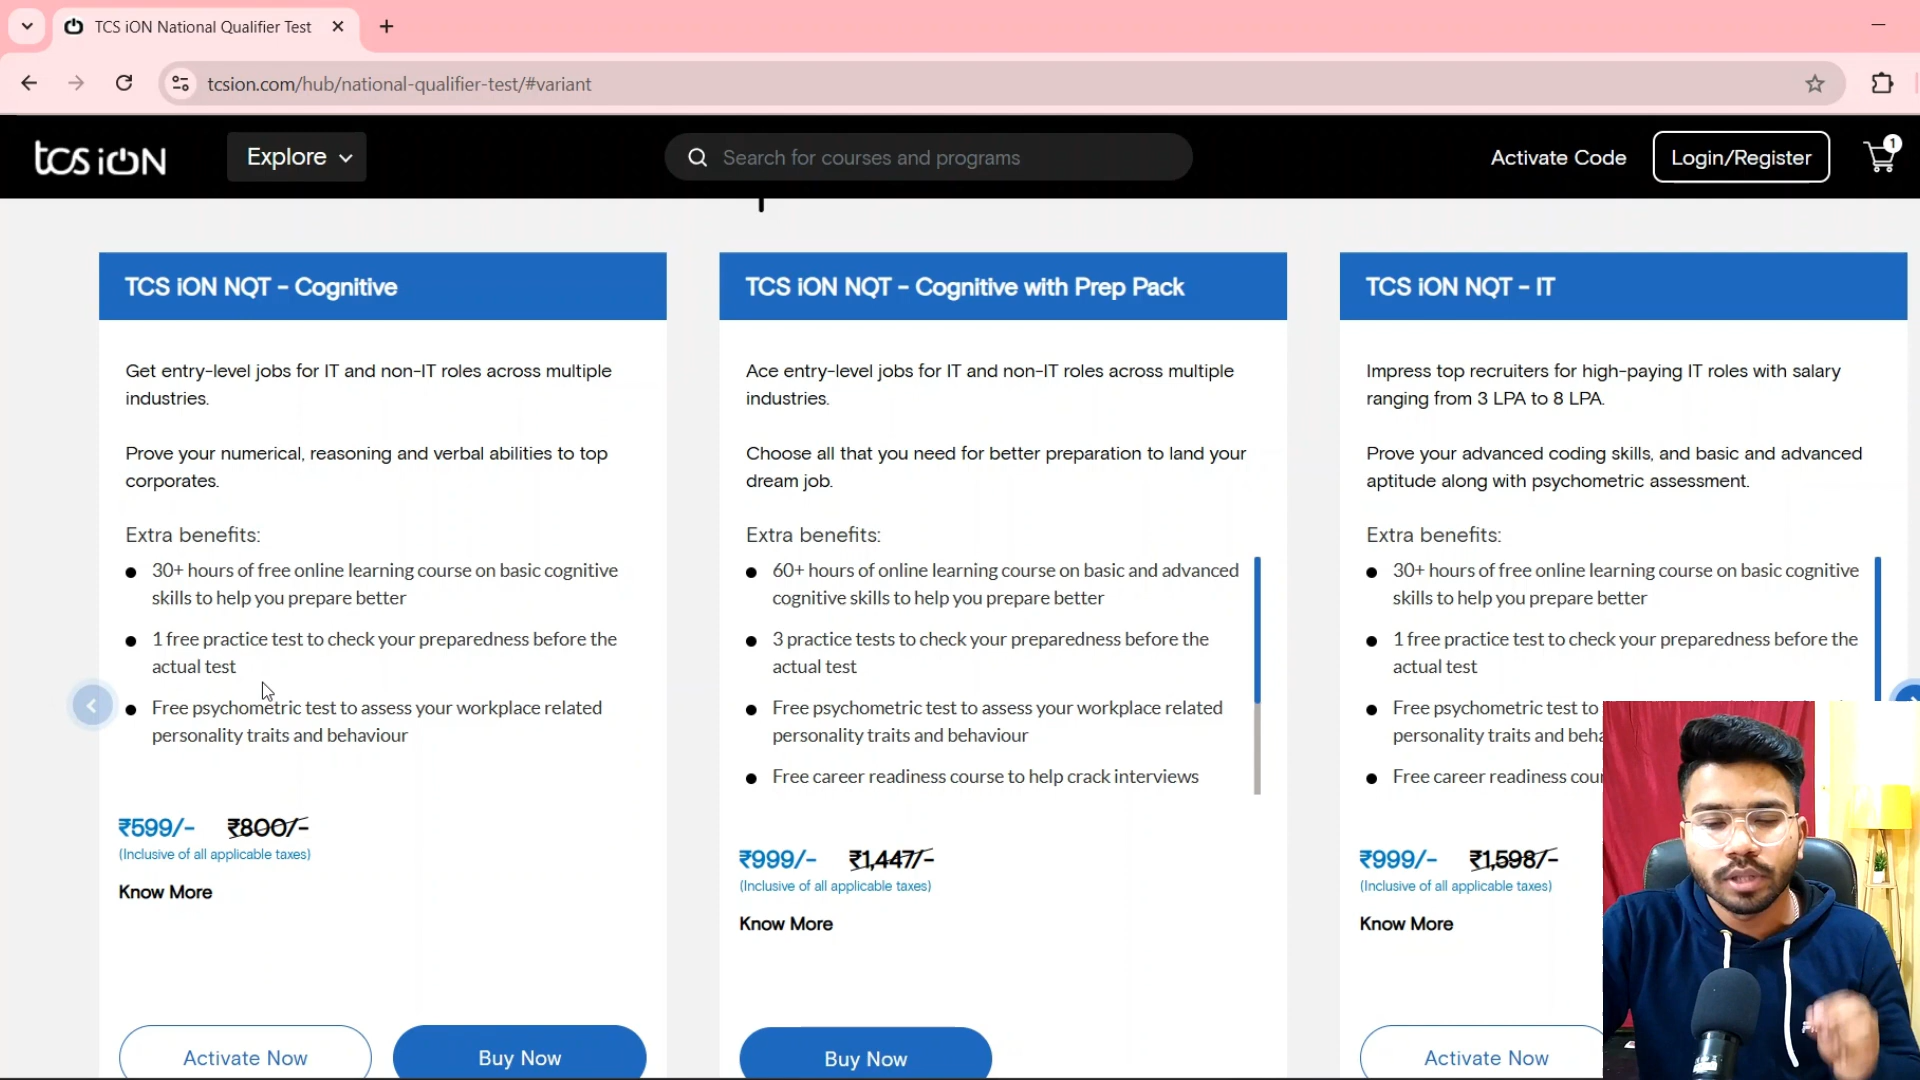 TCS iON National Qualifier Test
tcsion.com/hub/national-qualifier-test/#variant
tcs iON
Explore
Search for courses and programs
Activate Code
Login/Register
1
TCS iON NQT - Cognitive
Get entry-level jobs for IT and non-IT roles across multiple
industries.
Prove your numerical, reasoning and verbal abilities to top
corporates.
Extra benefits:
30+ hours of free online learning course on basic cognitive
skills to help you prepare better
1 free practice test to check your preparedness before the
actual test
Free psychometric test to assess your workplace related
personality traits and behaviour
₹599/- ₹800/-
(Inclusive of all applicable taxes)
Know More
Activate Now
Buy Now
TCS iON NQT - Cognitive with Prep Pack
Ace entry-level jobs for IT and non-IT roles across multiple
industries.
Choose all that you need for better preparation to land your
dream job.
Extra benefits:
60+ hours of online learning course on basic and advanced
cognitive skills to help you prepare better
3 practice tests to check your preparedness before the
actual test
Free psychometric test to assess your workplace related
personality traits and behaviour
Free career readiness course to help crack interviews
₹999/- ₹1,447/-
(Inclusive of all applicable taxes)
Know More
Buy Now
TCS iON NQT - IT
Impress top recruiters for high-paying IT roles with salary
ranging from 3 LPA to 8 LPA.
Prove your advanced coding skills, and basic and advanced
aptitude along with psychometric assessment.
Extra benefits:
30+ hours of free online learning course on basic cognitive
skills to help you prepare better
1 free practice test to check your preparedness before the
actual test
Free psychometric test to
personality traits and
Free career readiness
₹999/- ₹1,598/-
(Inclusive of all applicable taxes)
Know More
Activate Now